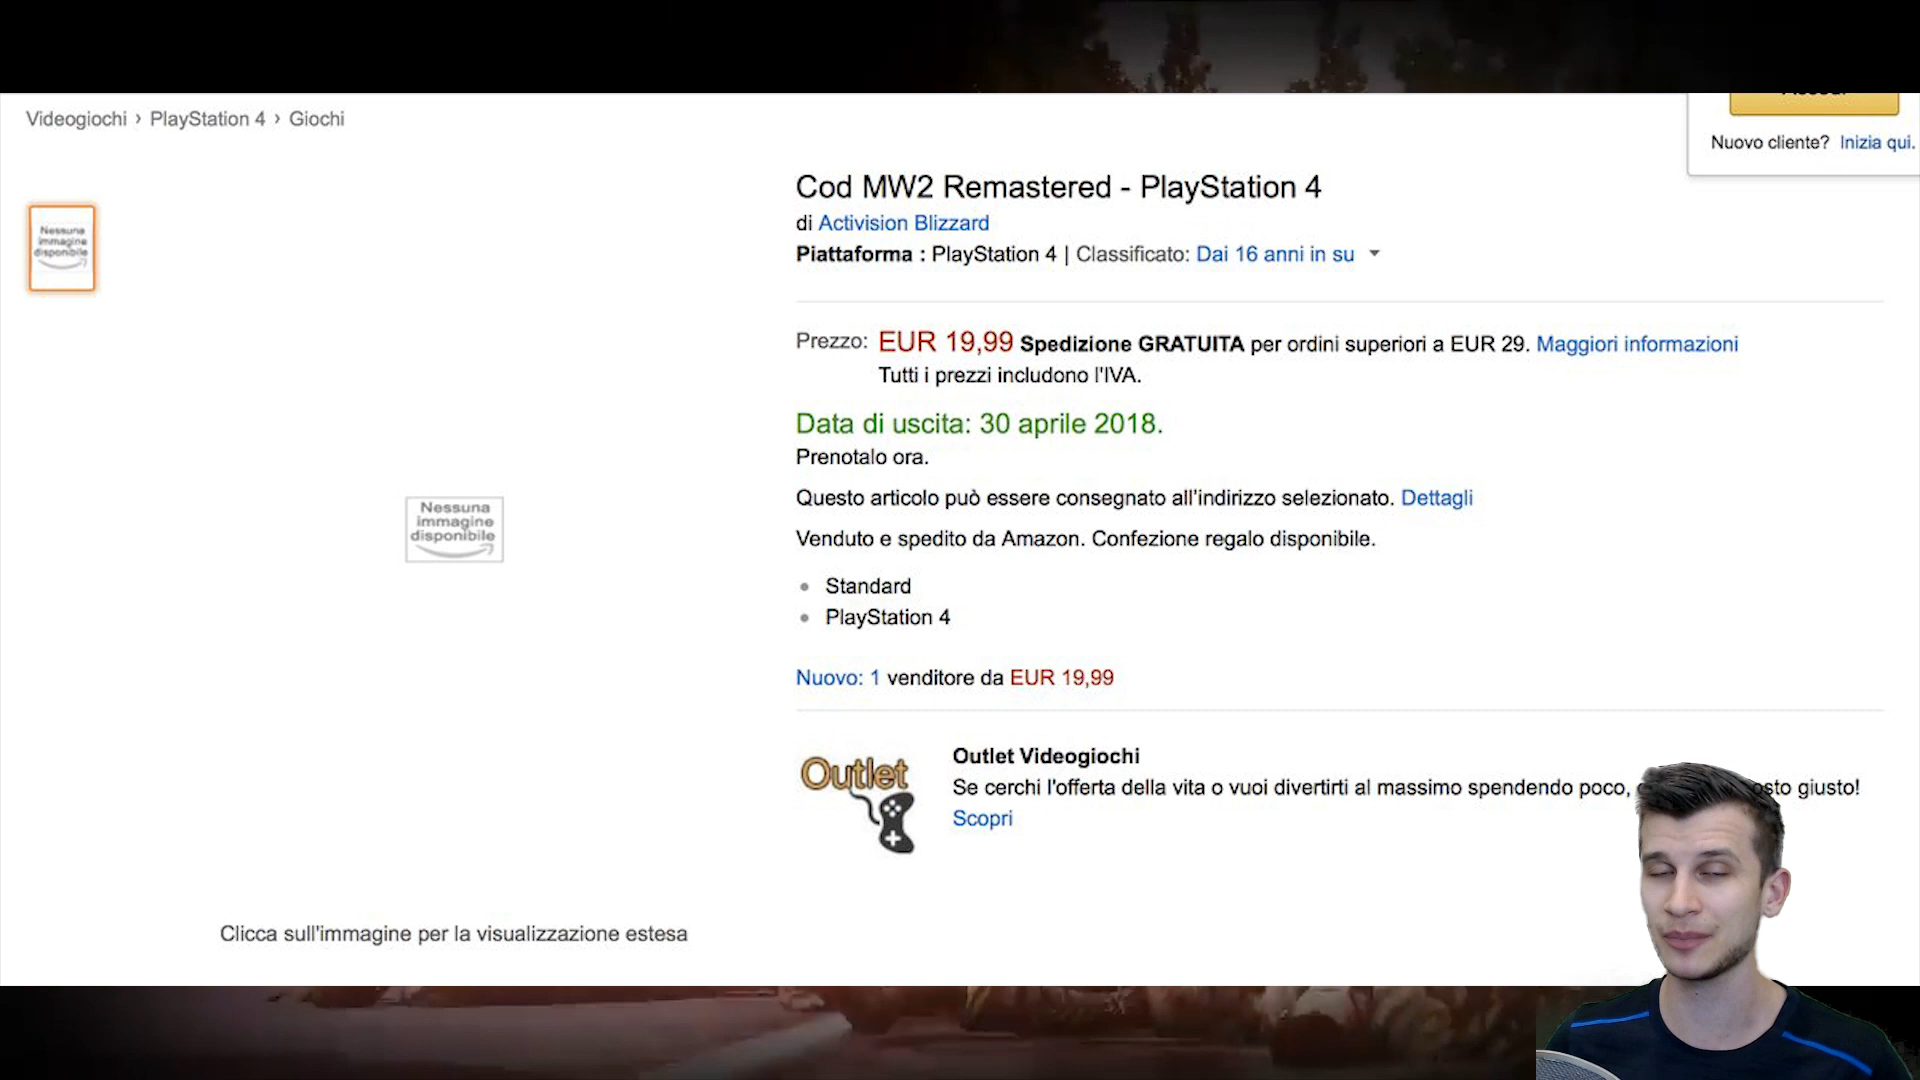 Videogiochi › PlayStation 4 › Giochi
Nuovo cliente? Inizia qui.
Nessuna
immagine
disponibile
Cod MW2 Remastered - PlayStation 4
di Activision Blizzard
Piattaforma : PlayStation 4 | Classificato: Dai 16 anni in su
Prezzo: EUR 19,99 Spedizione GRATUITA per ordini superiori a EUR 29. Maggiori informazioni
Tutti i prezzi includono l'IVA.
Data di uscita: 30 aprile 2018.
Prenotalo ora.
Questo articolo può essere consegnato all'indirizzo selezionato. Dettagli
Nessuna
immagine
disponibile
Venduto e spedito da Amazon. Confezione regalo disponibile.
• Standard
• PlayStation 4
Nuovo: 1 venditore da EUR 19,99
Outlet
Outlet Videogiochi
Se cerchi l'offerta della vita o vuoi divertirti al massimo spendendo poco, giusto!
Scopri
Clicca sull'immagine per la visualizzazione estesa